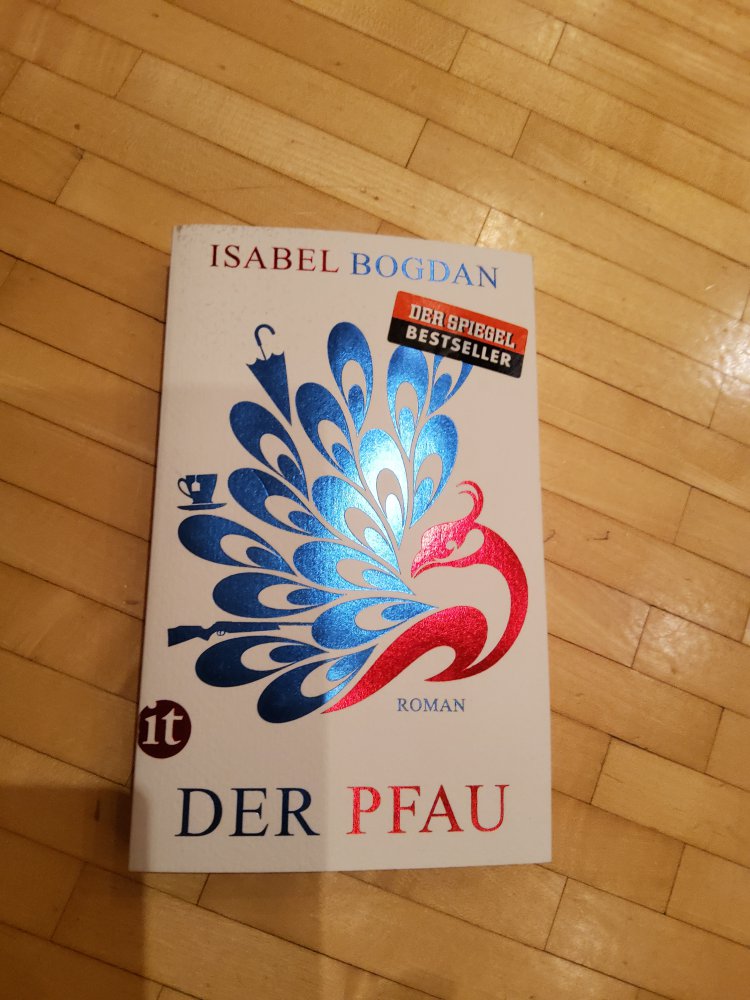 ISABEL BOGDAN
DER SPIEGEL
BESTSELLER
ROMAN
it
DER PFAU